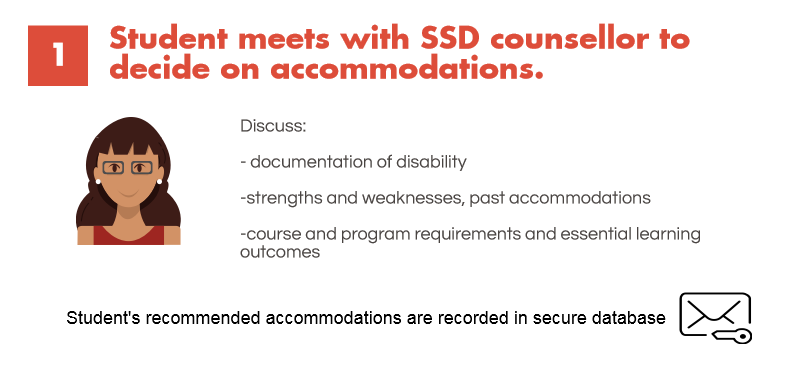 1
Student meets with SSD counsellor to
decide on accommodations.
Discuss:
- documentation of disability
-strengths and weaknesses, past accommodations
-course and program requirements and essential learning
outcomes
Student's recommended accommodations are recorded in secure database